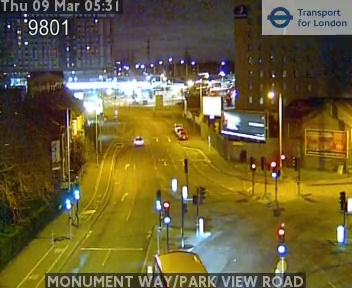 Thu 09 Mar 05:31
9801
Transport
for London
MONUMENT WAY/PARK VIEW ROAD